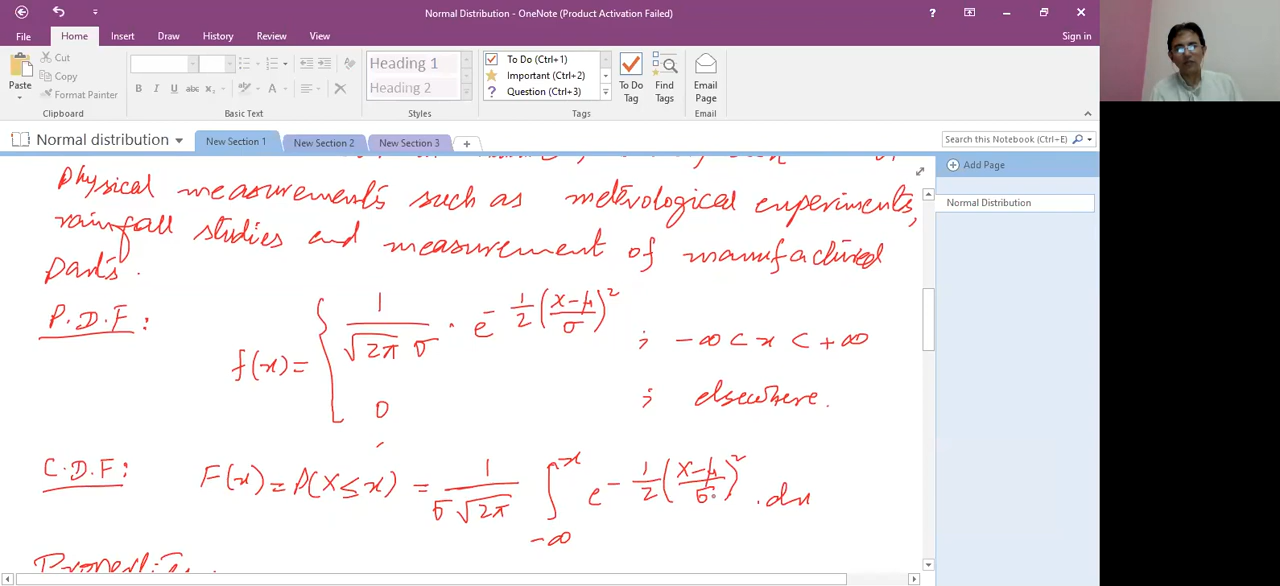 Normal Distribution - OneNote (Product Activation Failed)
File Home Insert Draw History Review View Sign in
Paste Cut Copy Format Painter
Clipboard
B I U abc x₂ A
Basic Text
Heading 1
Heading 2
Styles
To Do (Ctrl+1)
Important (Ctrl+2)
Question (Ctrl+3)
Tags
To Do Tag
Find Tags
Email Page
Email
Normal distribution New Section 1 New Section 2 New Section 3 Search this Notebook (Ctrl+E)
Add Page
Normal Distribution
physical measurements such as metrological experiments,
rainfall studies and measurement of manufactured
parts.
P.D.F:
f(x) = { 1/(√2π σ) · e^(-1/2 ((x-μ)/σ)²) ; -∞ < x < +∞
0 ; elsewhere.
C.D.F: F(x) = P(X ≤ x) = 1/(σ√2π) ∫_{-∞}^{x} e^(-1/2 ((x-μ)/σ)²) . dx